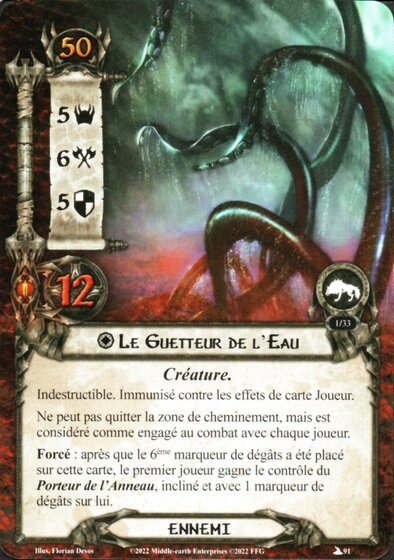 50
5
6
5
12
1/33
Le Guetteur de l'Eau
Créature.
Indestructible. Immunisé contre les effets de carte Joueur.
Ne peut pas quitter la zone de cheminement, mais est
considéré comme engagé au combat avec chaque joueur.
Forcé : après que le 6ème marqueur de dégâts a été placé
sur cette carte, le premier joueur gagne le contrôle du
Porteur de l'Anneau, incliné et avec 1 marqueur de
dégâts sur lui.
ENNEMI
Illus. Florian Devos
©2022 Middle-earth Enterprises ©2022 FFG
91